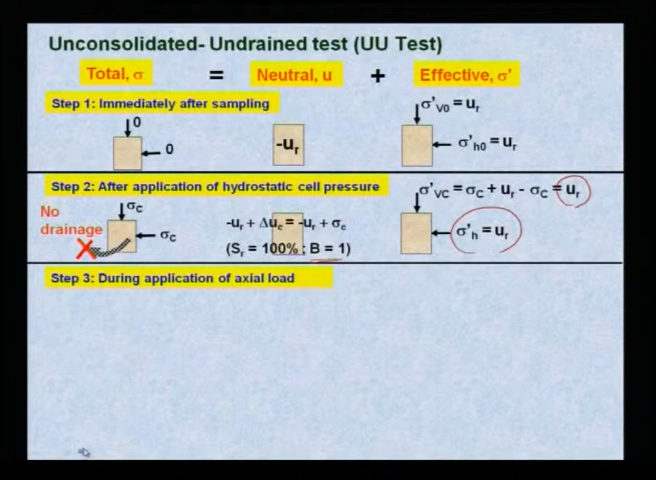 Unconsolidated- Undrained test (UU Test)
Total, σ = Neutral, u + Effective, σ'
Step 1: Immediately after sampling
0
0
-uᵣ
σ'V0 = uᵣ
σ'h0 = uᵣ
Step 2: After application of hydrostatic cell pressure
No
drainage
σC
σC
-uᵣ + Δuc = -uᵣ + σc
(Sᵣ = 100% ; B = 1)
σ'VC = σC + uᵣ - σC = uᵣ
σ'h = uᵣ
Step 3: During application of axial load